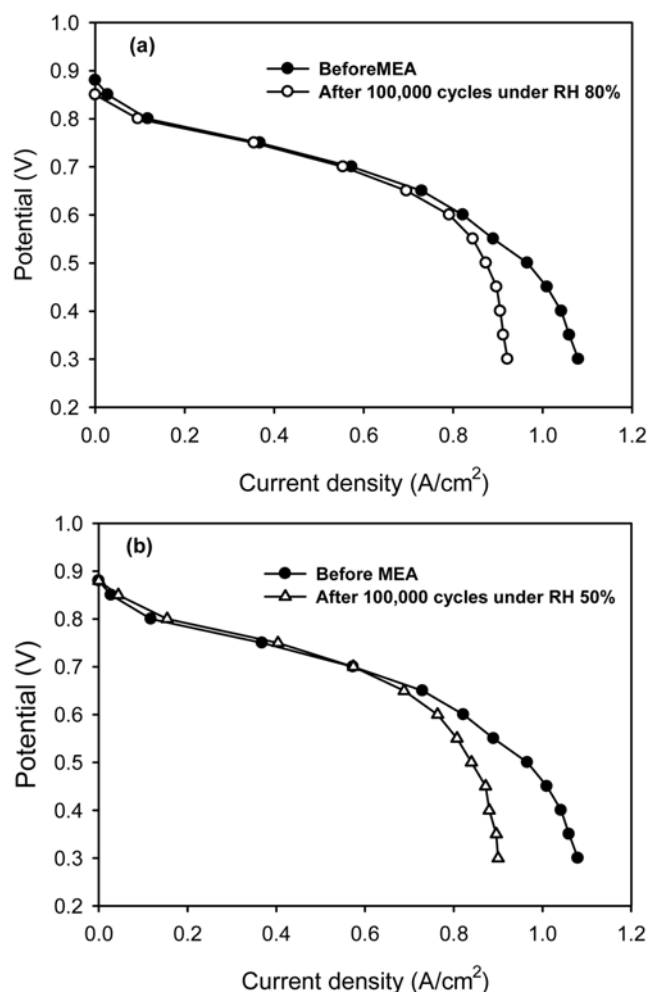 (a)
BeforeMEA
After 100,000 cycles under RH 80%
Potential (V)
1.0
0.9
0.8
0.7
0.6
0.5
0.4
0.3
0.2
0.0 0.2 0.4 0.6 0.8 1.0 1.2
Current density (A/cm²)
(b)
Before MEA
After 100,000 cycles under RH 50%
Potential (V)
1.0
0.9
0.8
0.7
0.6
0.5
0.4
0.3
0.2
0.0 0.2 0.4 0.6 0.8 1.0 1.2
Current density (A/cm²)